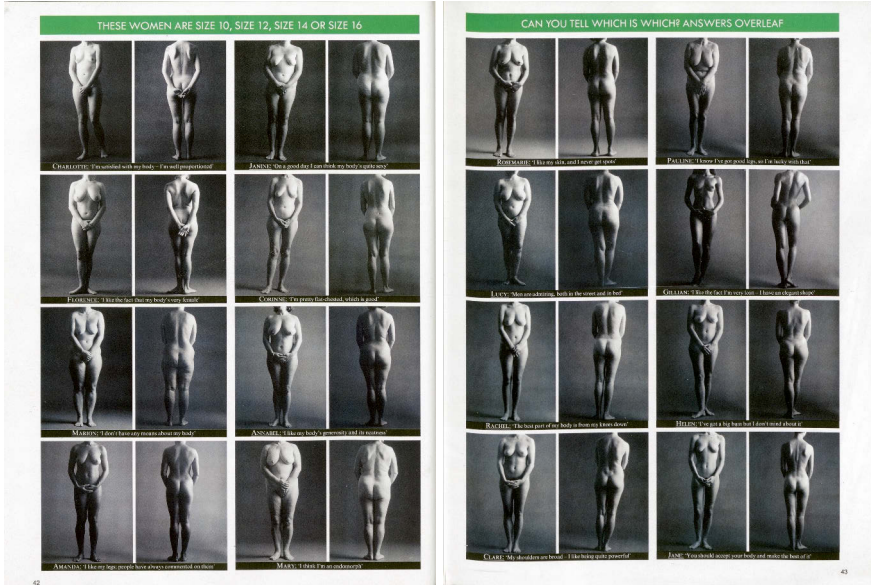 THESE WOMEN ARE SIZE 10, SIZE 12, SIZE 14 OR SIZE 16
CHARLOTTE: 'I'm satisfied with my body – I'm well proportioned'
JANINE: 'On a good day I can think my body's quite sexy'
FLORENCE: 'I like the fact that my body's very female'
CORINNE: 'I'm pretty flat-chested, which is good'
MARION: 'I don't have any moans about my body'
ANNABEL: 'I like my body's generosity and its neatness'
AMANDA: 'I like my legs; people have always commented on them'
MARY: 'I think I'm an endomorph'
42
CAN YOU TELL WHICH IS WHICH? ANSWERS OVERLEAF
ROSEMARIE: 'I like my skin, and I never get spots'
PAULINE: 'I know I've got good legs, so I'm lucky with that'
LUCY: 'Men are admiring, both in the street and in bed'
GILLIAN: 'I like the fact I'm very lean – I have an elegant shape'
RACHEL: 'The best part of my body is from my knees down'
HELEN: 'I've got a big bum but I don't mind about it'
CLARE: 'My shoulders are broad – I like being quite powerful'
JANE: 'You should accept your body and make the best of it'
43